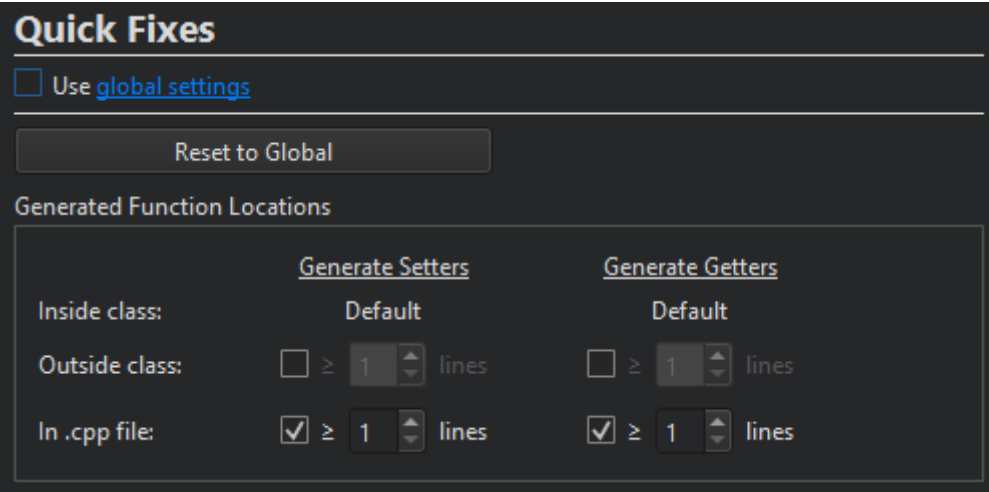 Quick Fixes
Use global settings
Reset to Global
Generated Function Locations
Generate Setters Generate Getters
Inside class: Default Default
Outside class: ≥ 1 lines ≥ 1 lines
In .cpp file: ≥ 1 lines ≥ 1 lines